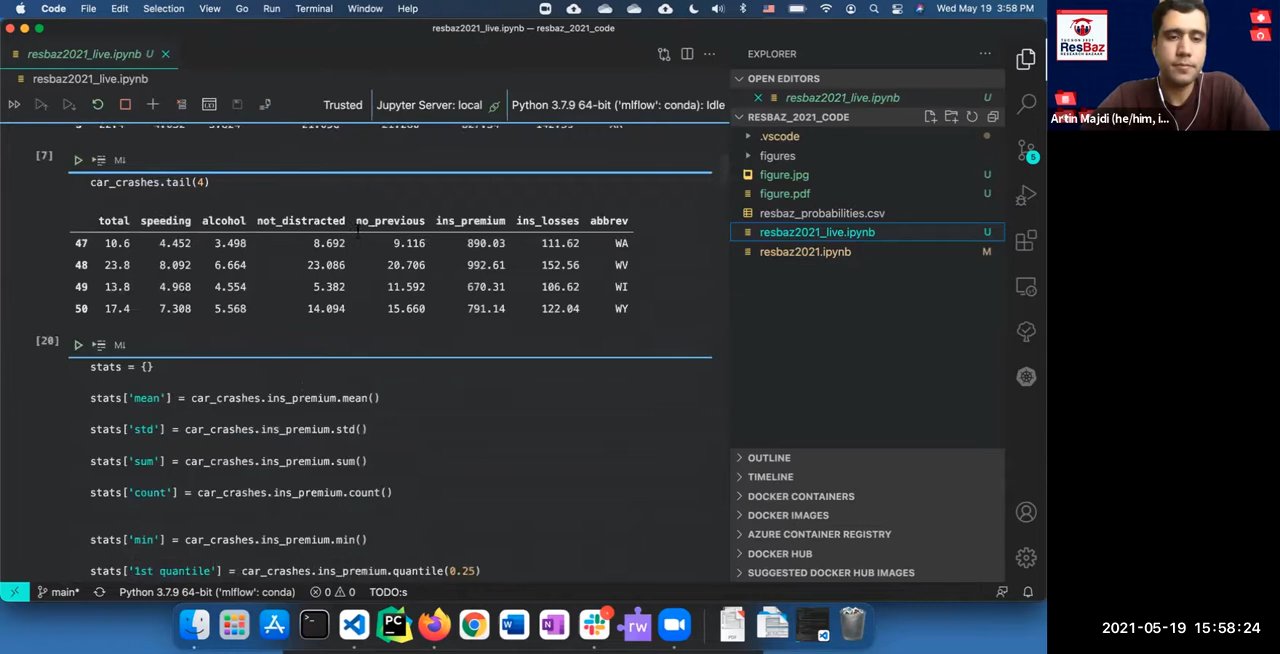 Code File Edit Selection View Go Run Terminal Window Help Wed May 19 3:58 PM
resbaz2021_live.ipynb — resbaz_2021_code
resbaz2021_live.ipynb U
resbaz2021_live.ipynb
Trusted Jupyter Server: local Python 3.7.9 64-bit ('mlflow': conda): Idle
[7]
M↓
car_crashes.tail(4)
total speeding alcohol not_distracted no_previous ins_premium ins_losses abbrev
47 10.6 4.452 3.498 8.692 9.116 890.03 111.62 WA
48 23.8 8.092 6.664 23.086 20.706 992.61 152.56 WV
49 13.8 4.968 4.554 5.382 11.592 670.31 106.62 WI
50 17.4 7.308 5.568 14.094 15.660 791.14 122.04 WY
[20]
M↓
stats = {}
stats['mean'] = car_crashes.ins_premium.mean()
stats['std'] = car_crashes.ins_premium.std()
stats['sum'] = car_crashes.ins_premium.sum()
stats['count'] = car_crashes.ins_premium.count()
stats['min'] = car_crashes.ins_premium.min()
stats['1st quantile'] = car_crashes.ins_premium.quantile(0.25)
EXPLORER
OPEN EDITORS
resbaz2021_live.ipynb U
RESBAZ_2021_CODE
.vscode
figures
figure.jpg U
figure.pdf U
resbaz_probabilities.csv
resbaz2021_live.ipynb U
resbaz2021.ipynb M
OUTLINE
TIMELINE
DOCKER CONTAINERS
DOCKER IMAGES
AZURE CONTAINER REGISTRY
DOCKER HUB
SUGGESTED DOCKER HUB IMAGES
5
main* Python 3.7.9 64-bit ('mlflow': conda) 0 0 TODO:s
PC
rw
ResBaz
Artin Majdi (he/him, i...
2021-05-19 15:58:24